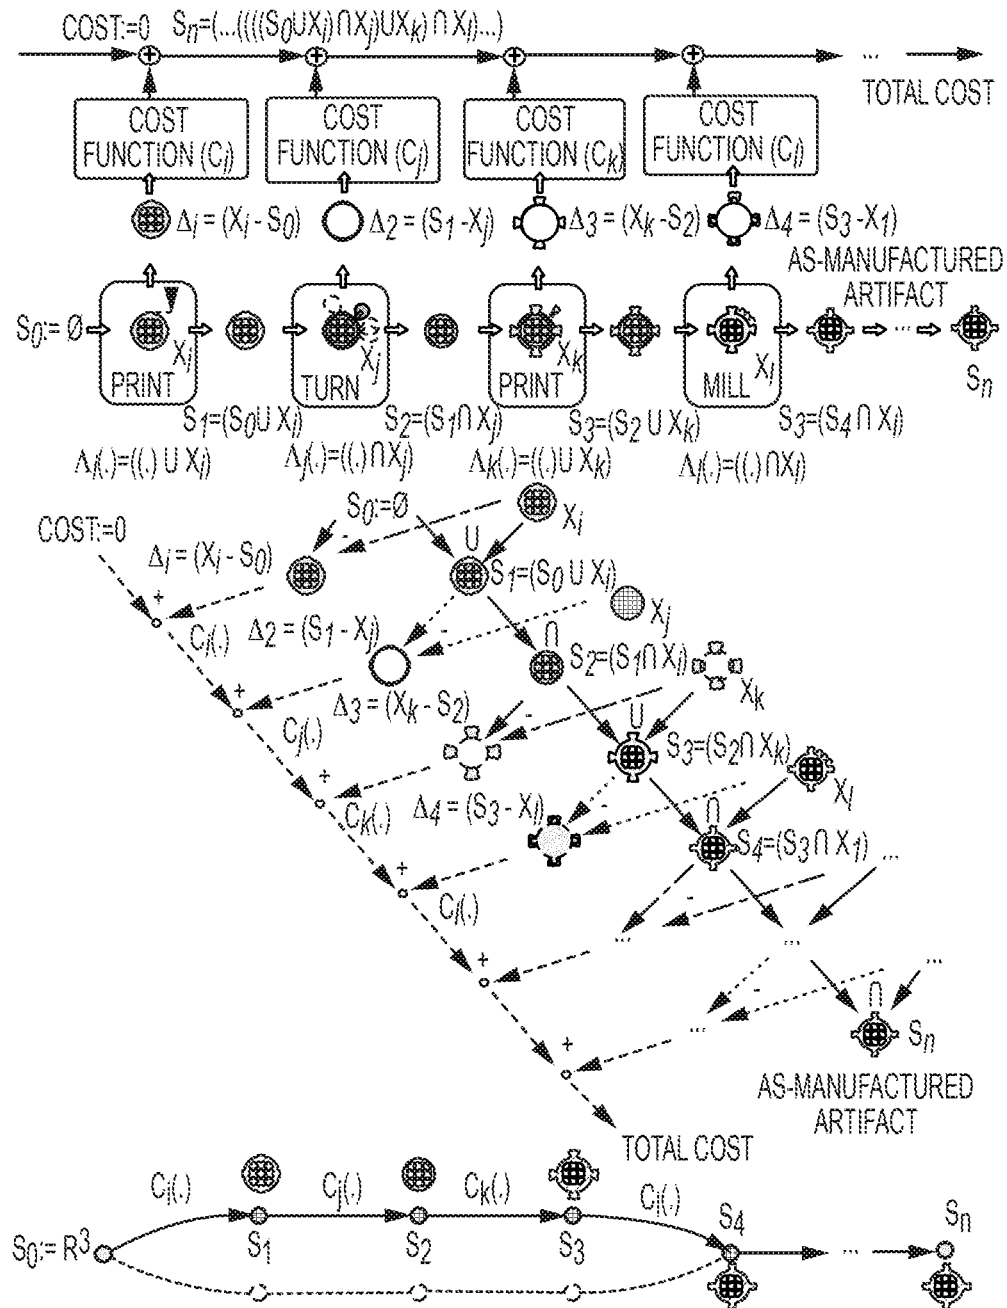 COST:=0 Sn=(...((((S0UXi)∩Xj)UXk)∩Xl)...)
... TOTAL COST
COST FUNCTION (Ci)
COST FUNCTION (Cj)
COST FUNCTION (Ck)
COST FUNCTION (Cl)
Δi = (Xi - S0)
Δ2 = (S1 - Xj)
Δ3 = (Xk - S2)
Δ4 = (S3 - X1)
AS-MANUFACTURED
ARTIFACT
S0:= Ø
Xi
PRINT
Xj
TURN
Xk
PRINT
Xl
MILL
...
Sn
S1=(S0 U Xi)
S2=(S1 ∩ Xj)
S3=(S2 U Xk)
S3=(S4 ∩ Xl)
Λi(.)=((.) U Xi)
Λj(.)=((.) ∩ Xj)
Λk(.)=((.) U Xk)
Λl(.)=((.) ∩ Xl)
COST:=0
S0:=Ø
Xi
-
U
Δi = (Xi - S0)
S1=(S0 U Xi)
+
Ci(.)
Δ2 = (S1 - Xj)
-
Xj
∩
S2=(S1 ∩ Xj)
+
Cj(.)
Δ3 = (Xk - S2)
-
Xk
U
S3=(S2 ∩ Xk)
+
Ck(.)
Δ4 = (S3 - Xl)
-
Xl
∩
S4=(S3 ∩ X1)
+
Cl(.)
-
...
+
...
...
-
...
∩
Sn
...
+
AS-MANUFACTURED
ARTIFACT
TOTAL COST
Ci(.) Cj(.) Ck(.) Cl(.)
S0:= R3
S1 S2 S3 S4 ... Sn